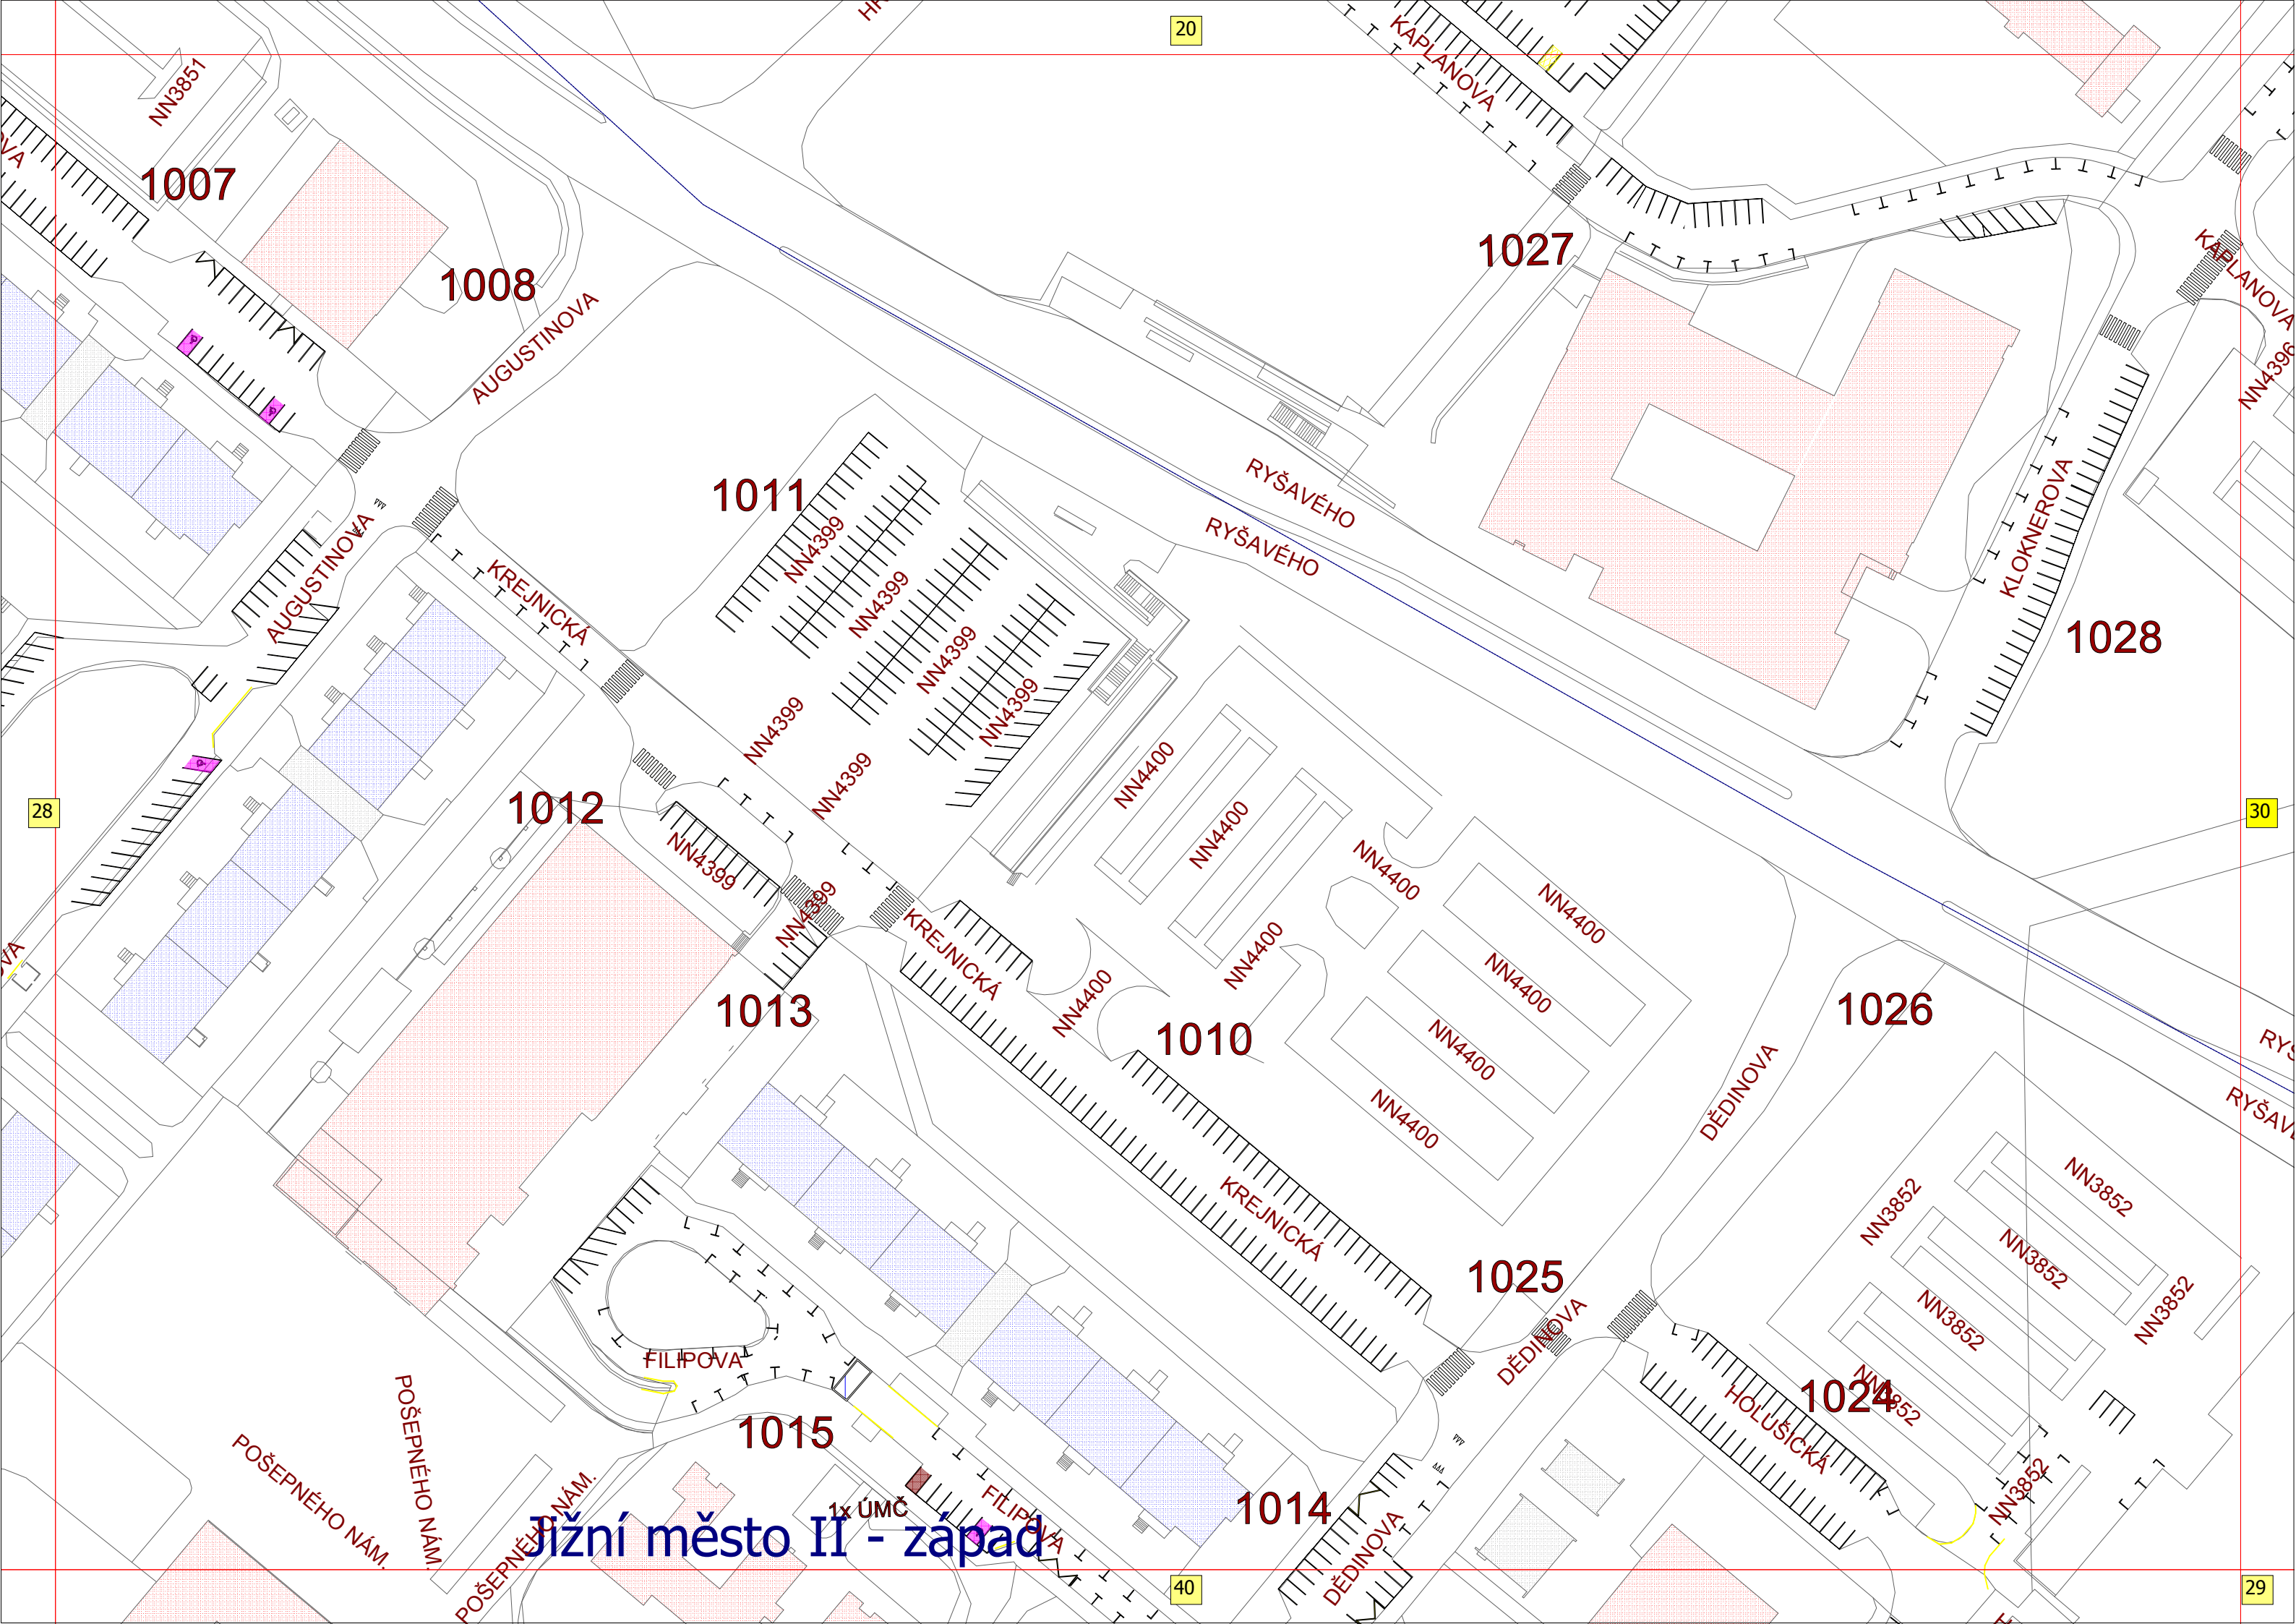 20
KAPLANOVA
NN3851
1007
1008
AUGUSTINOVA
1027
KAPLANOVA
NN4396
RYŠAVÉHO
RYŠAVÉHO
KLOKNEROVA
1028
1011
NN4399
NN4399
NN4399
NN4399
NN4399
NN4399
AUGUSTINOVA
KREJNICKÁ
1012
NN4399
NN4399
28
30
NN4400
NN4400
NN4400
NN4400
NN4400
NN4400
NN4400
NN4400
NN4400
KREJNICKÁ
1013
1010
1026
DĚDINOVA
KREJNICKÁ
1025
DĚDINOVA
NN3852
NN3852
NN3852
NN3852
NN3852
NN3852
1024
HOLUŠICKÁ
NN3852
FILIPOVA
1015
POŠEPNÉHO NÁM.
POŠEPNÉHO NÁM.
POŠEPNÉHO NÁM.
1x ÚMČ
FILIPOVA
1014
DĚDINOVA
Jižní město II - západ
40
29